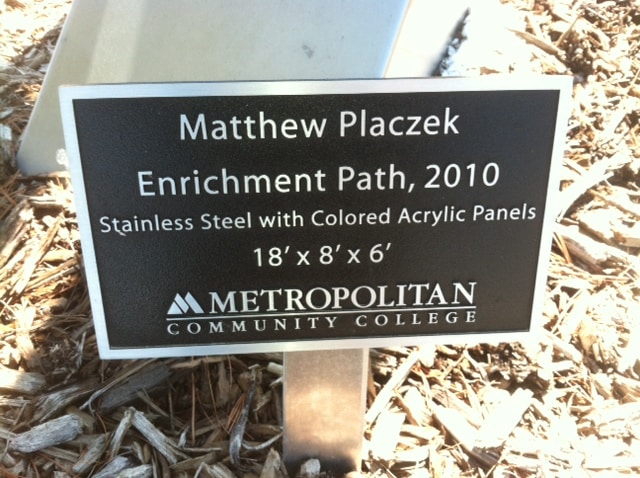 Matthew Placzek
Enrichment Path, 2010
Stainless Steel with Colored Acrylic Panels
18' x 8' x 6'
METROPOLITAN
COMMUNITY COLLEGE